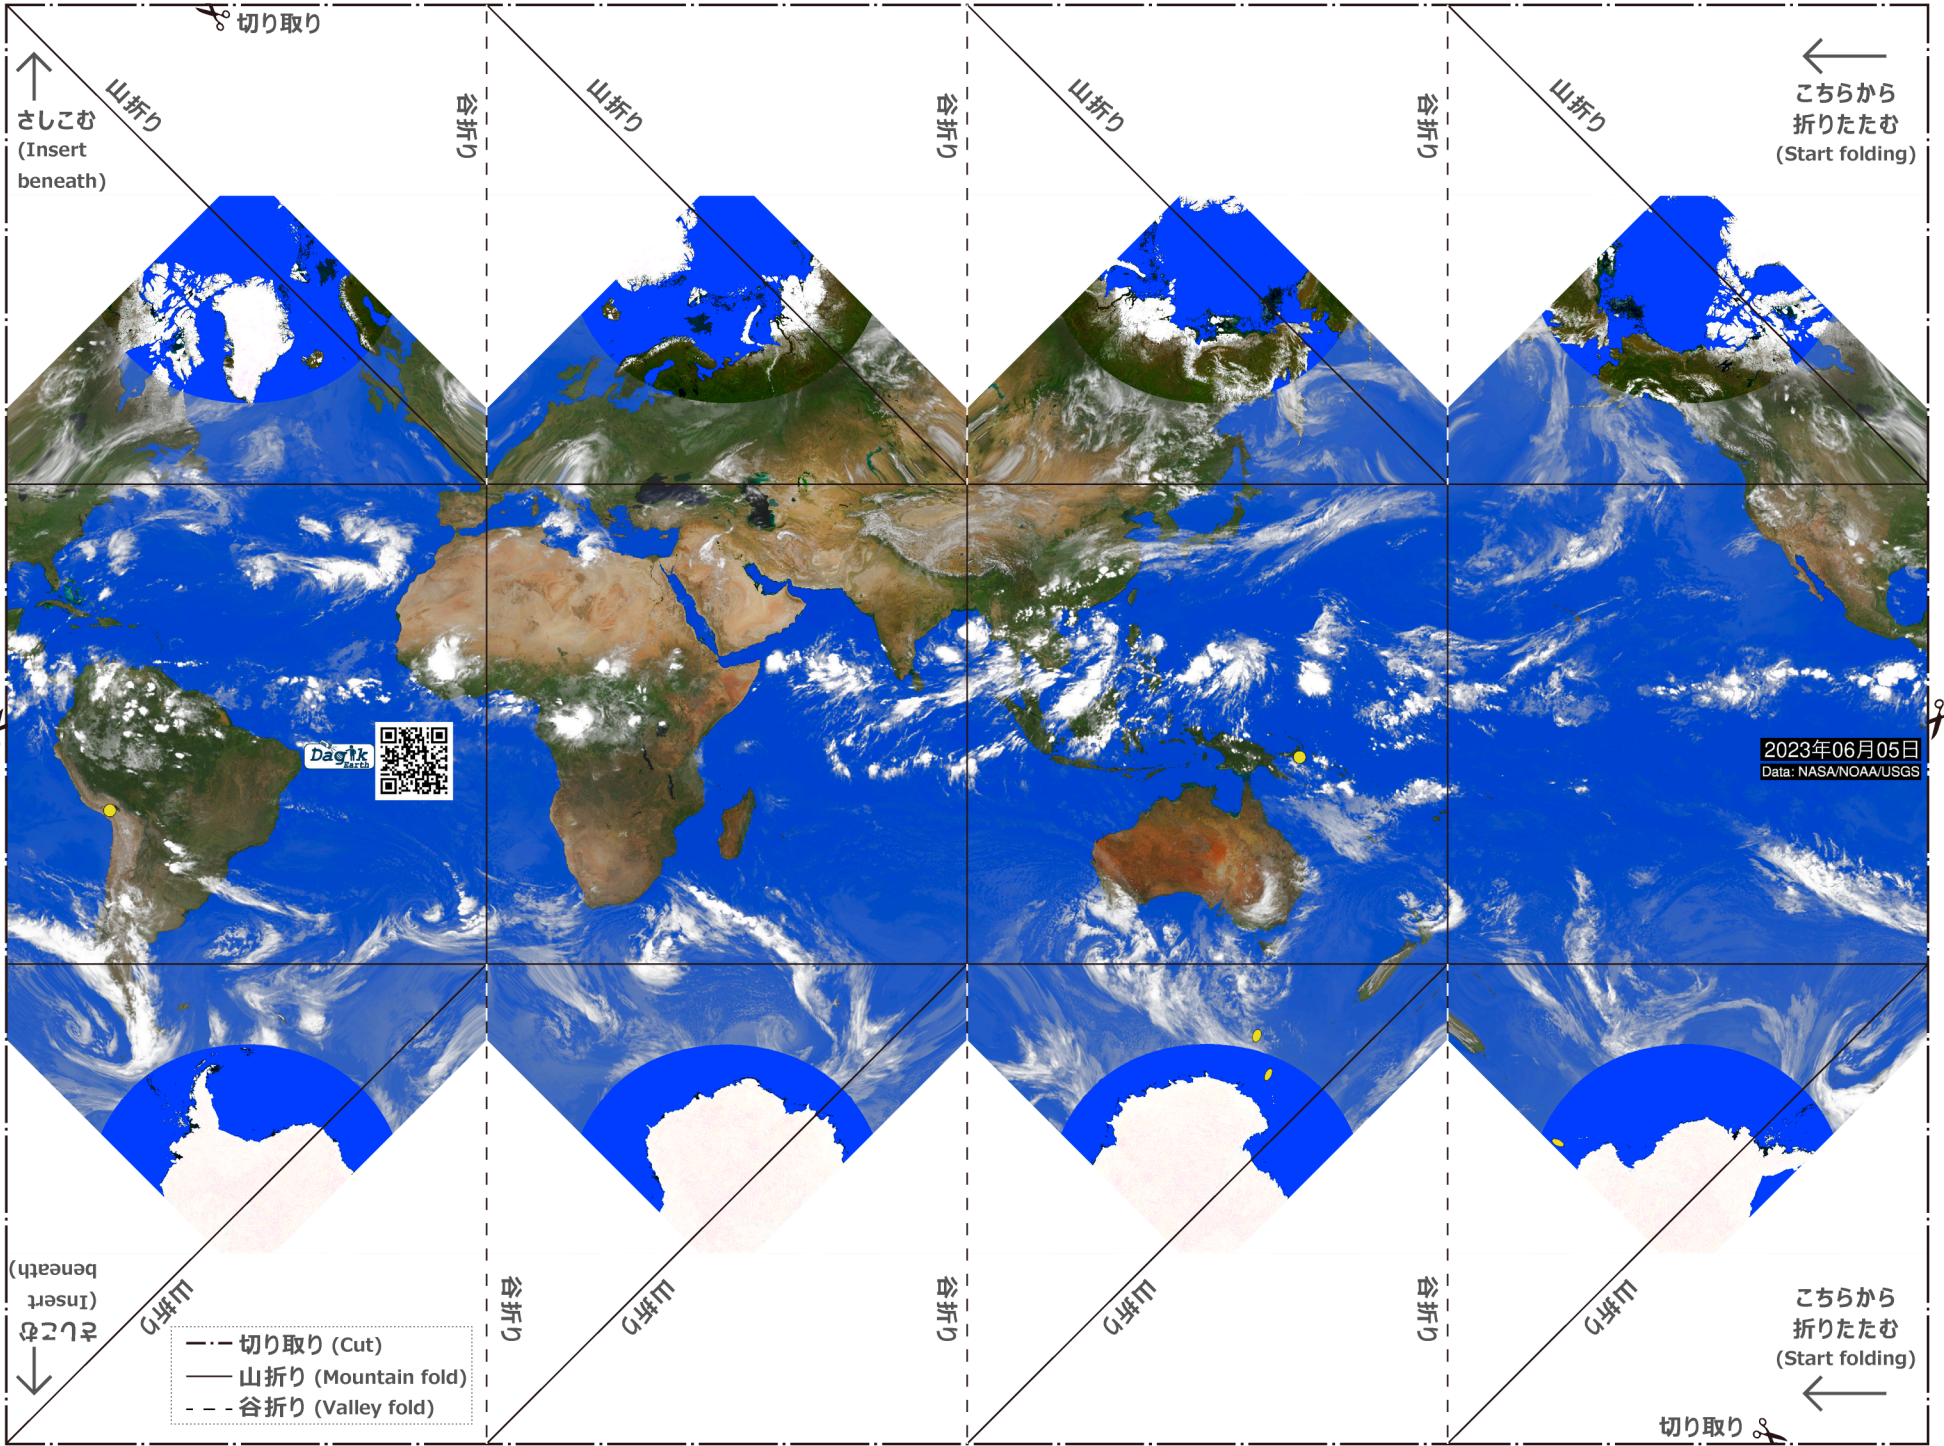 切り取り
さしこむ
(Insert
beneath)
山折り
谷折り
山折り
谷折り
山折り
谷折り
山折り
こちらから
折りたたむ
(Start folding)
Dagik
Earth
2023年06月05日
Data: NASA/NOAA/USGS
さしこむ
(Insert
beneath)
山折り
谷折り
山折り
谷折り
山折り
谷折り
山折り
こちらから
折りたたむ
(Start folding)
切り取り (Cut)
山折り (Mountain fold)
谷折り (Valley fold)
切り取り